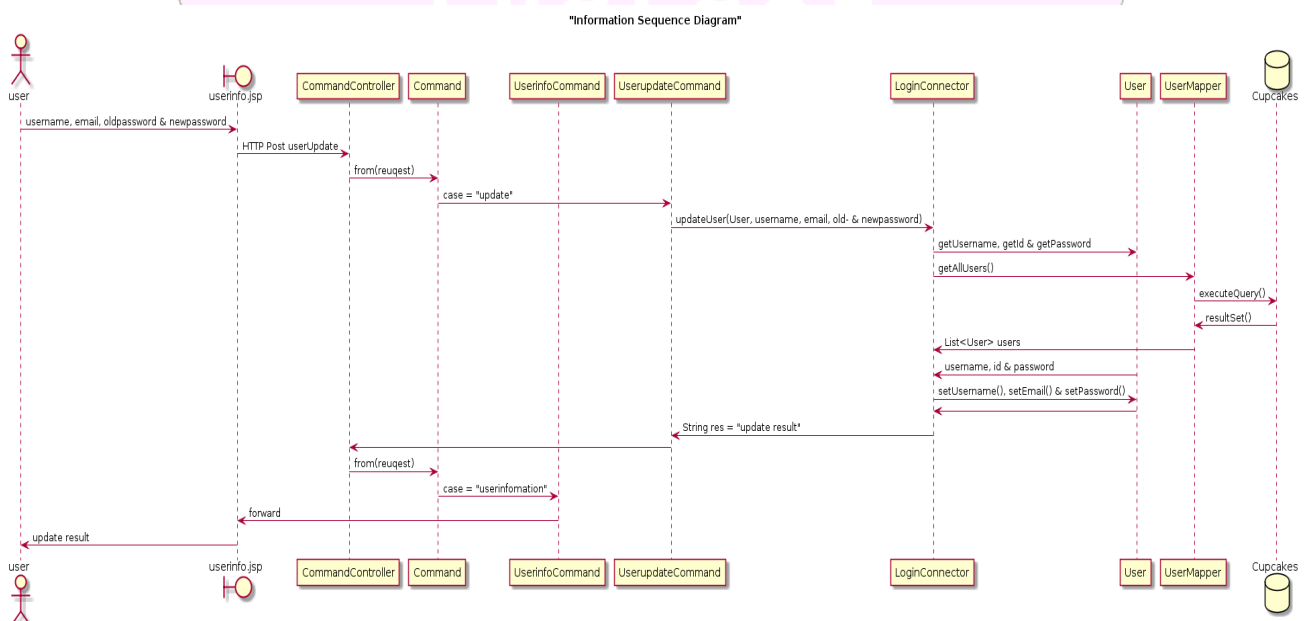 "Information Sequence Diagram"
user
userinfo.jsp
CommandController
Command
UserinfoCommand
UserupdateCommand
LoginConnector
User
UserMapper
Cupcakes
username, email, oldpassword & newpassword
HTTP Post userUpdate
from(reuqest)
case = "update"
updateUser(User, username, email, old- & newpassword)
getUsername, getId & getPassword
getAllUsers()
executeQuery()
resultSet()
List<User> users
username, id & password
setUsername(), setEmail() & setPassword()
String res = "update result"
from(reuqest)
case = "userinfomation"
forward
update result
user
userinfo.jsp
CommandController
Command
UserinfoCommand
UserupdateCommand
LoginConnector
User
UserMapper
Cupcakes